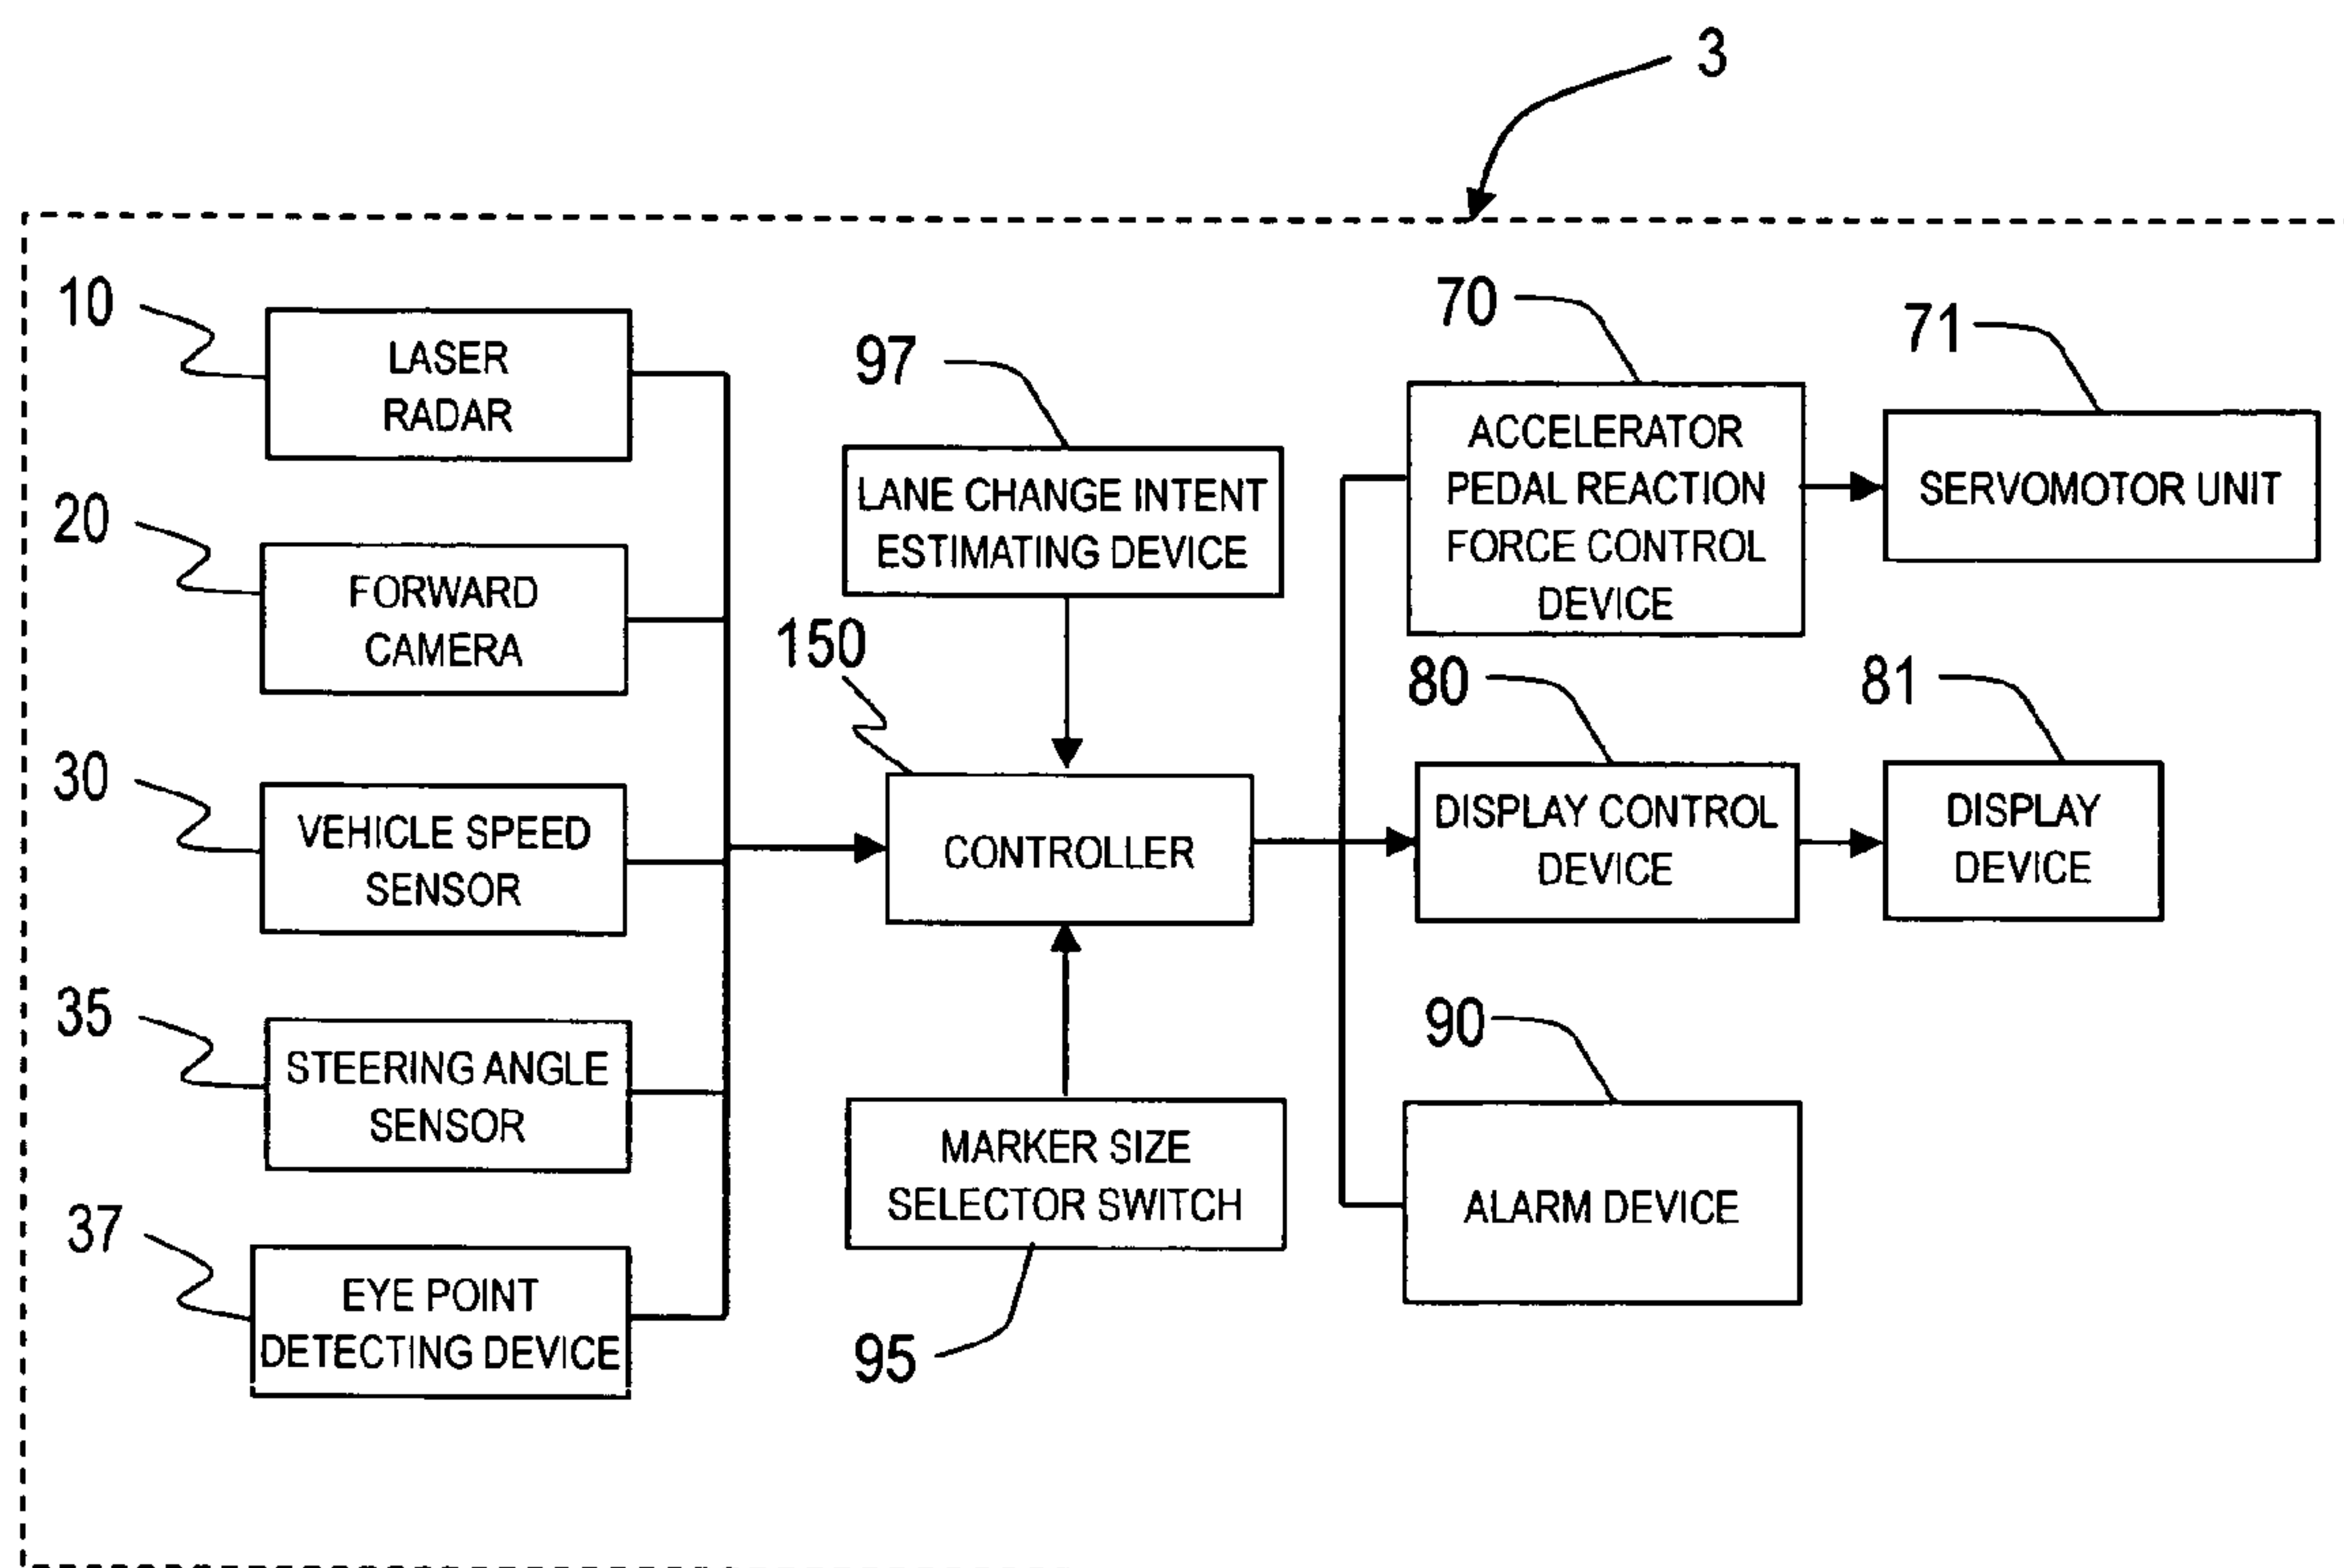 3
10
LASER
RADAR
20
FORWARD
CAMERA
30
VEHICLE SPEED
SENSOR
35
STEERING ANGLE
SENSOR
37
EYE POINT
DETECTING DEVICE
97
LANE CHANGE INTENT
ESTIMATING DEVICE
150
CONTROLLER
MARKER SIZE
SELECTOR SWITCH
95
70
ACCELERATOR
PEDAL REACTION
FORCE CONTROL
DEVICE
71
SERVOMOTOR UNIT
80
DISPLAY CONTROL
DEVICE
81
DISPLAY
DEVICE
90
ALARM DEVICE